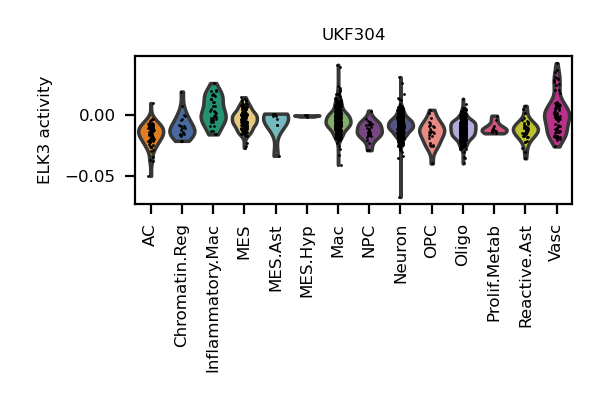 UKF304
ELK3 activity
0.00
−0.05
AC
Chromatin.Reg
Inflammatory.Mac
MES
MES.Ast
MES.Hyp
Mac
NPC
Neuron
OPC
Oligo
Prolif.Metab
Reactive.Ast
Vasc